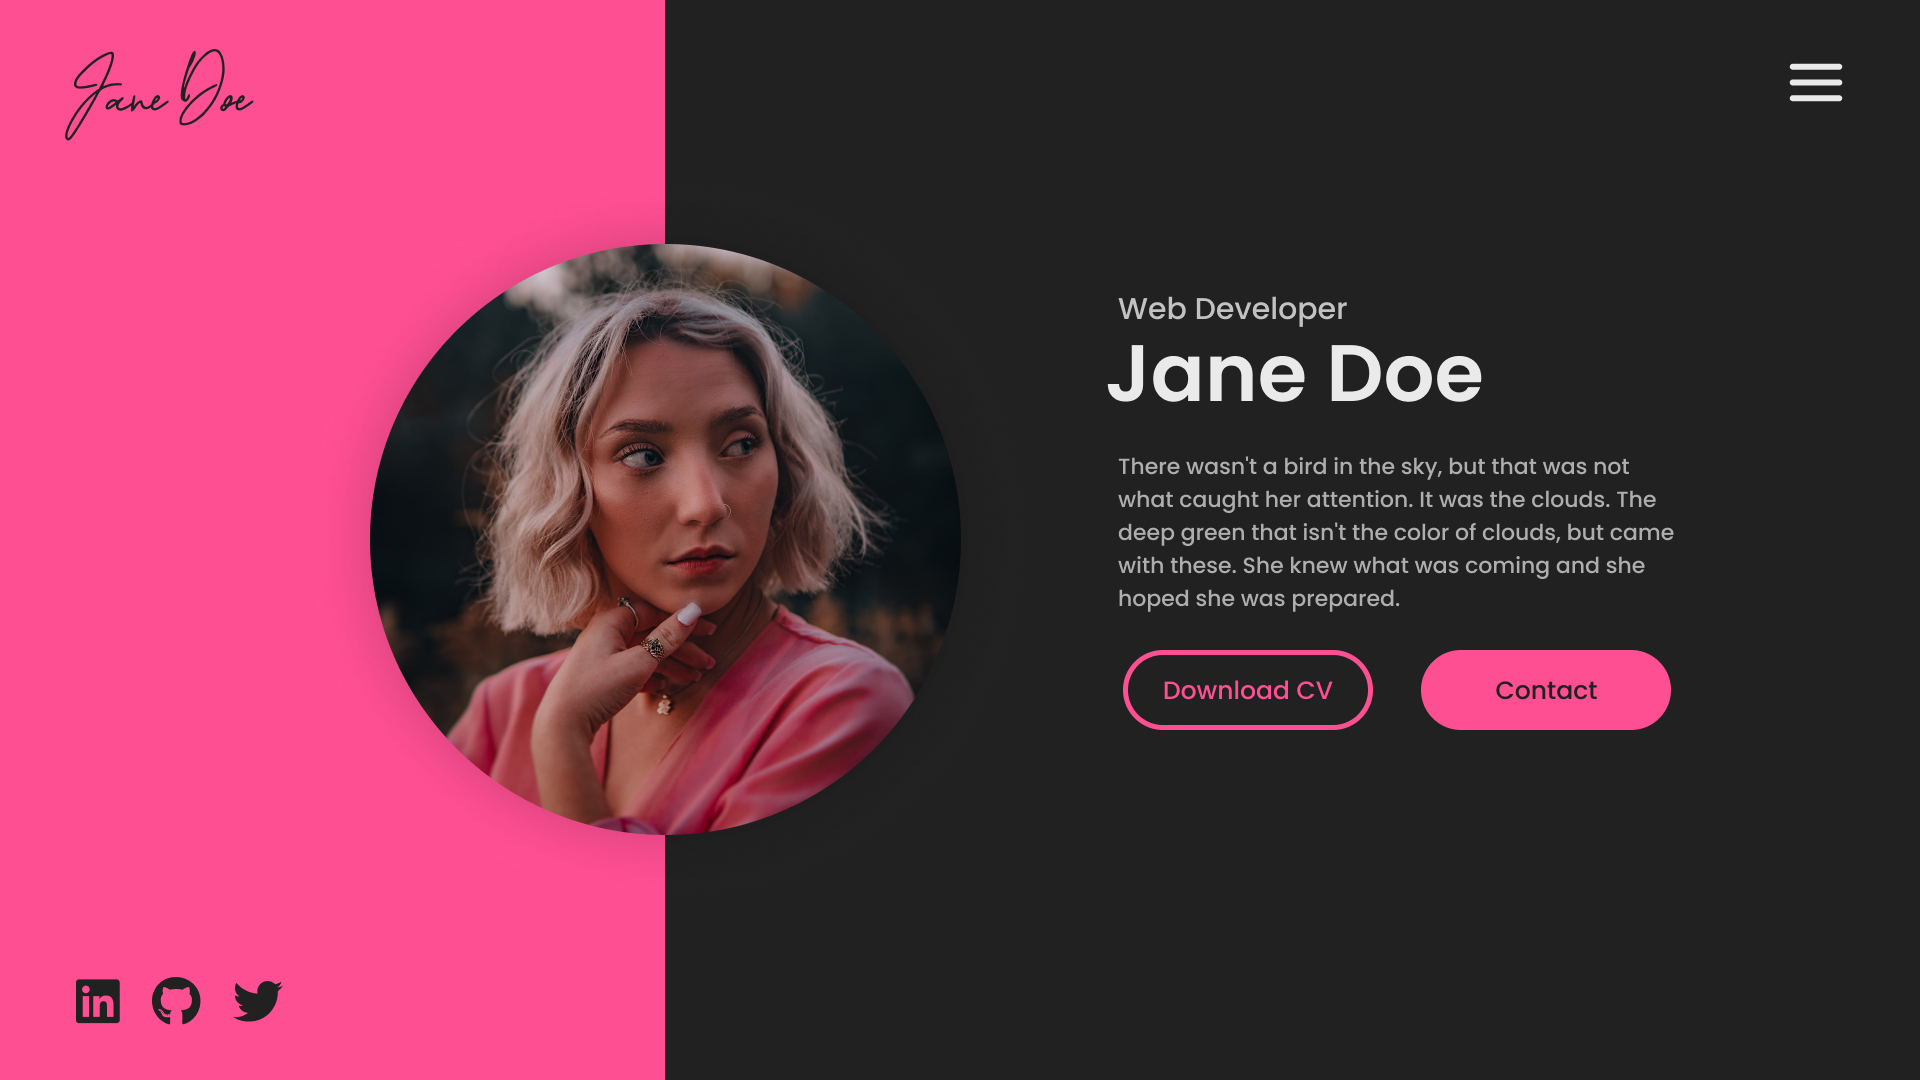 Jane Doe
Web Developer
Jane Doe
There wasn't a bird in the sky, but that was not
what caught her attention. It was the clouds. The
deep green that isn't the color of clouds, but came
with these. She knew what was coming and she
hoped she was prepared.
Download CV
Contact
in